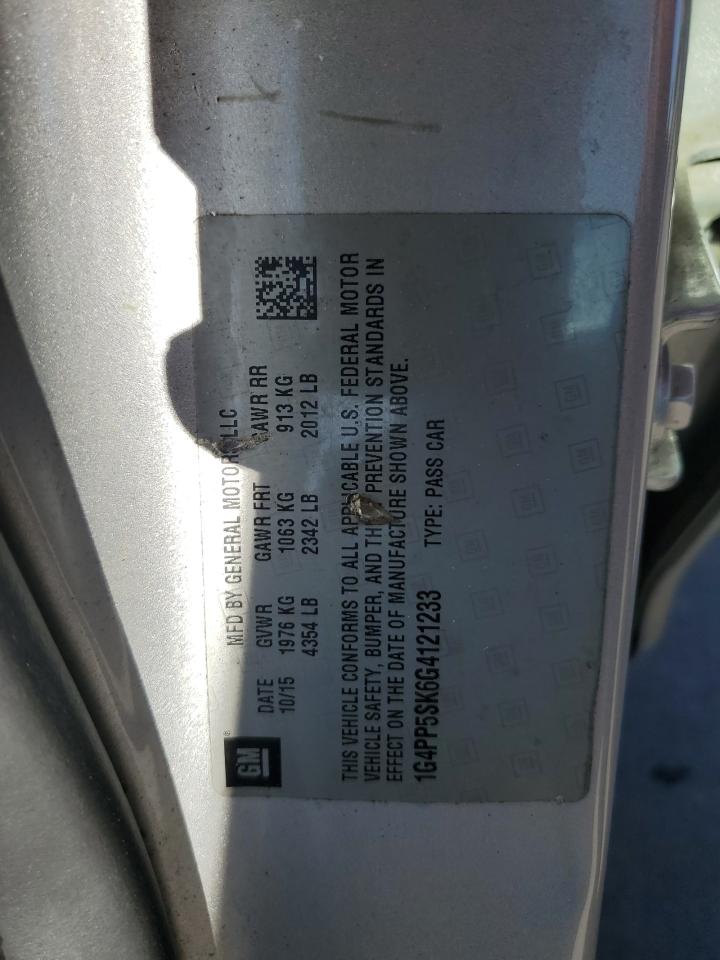 MFD BY GENERAL MOTORS LLC
DATE GVWR GAWR FRT GAWR RR
10/15 1976 KG 1063 KG 913 KG
4354 LB 2342 LB 2012 LB
GM®
THIS VEHICLE CONFORMS TO ALL APPLICABLE U.S. FEDERAL MOTOR
VEHICLE SAFETY, BUMPER, AND THEFT PREVENTION STANDARDS IN
EFFECT ON THE DATE OF MANUFACTURE SHOWN ABOVE.
1G4PP5SK6G4121233 TYPE: PASS CAR